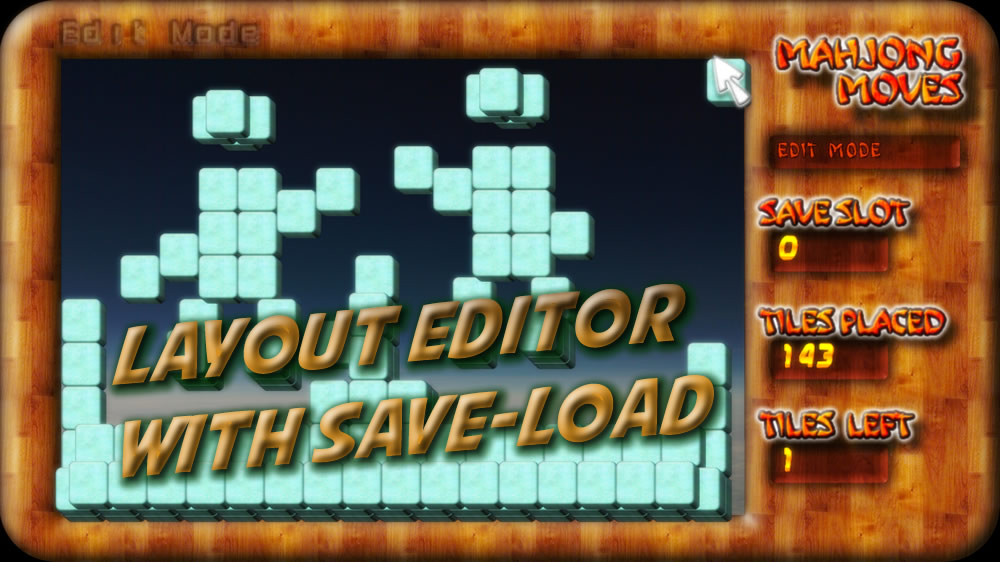 Edit Mode
MAHJONG
MOVES
EDIT MODE
SAVE SLOT
0
TILES PLACED
143
TILES LEFT
1
LAYOUT EDITOR
WITH SAVE-LOAD